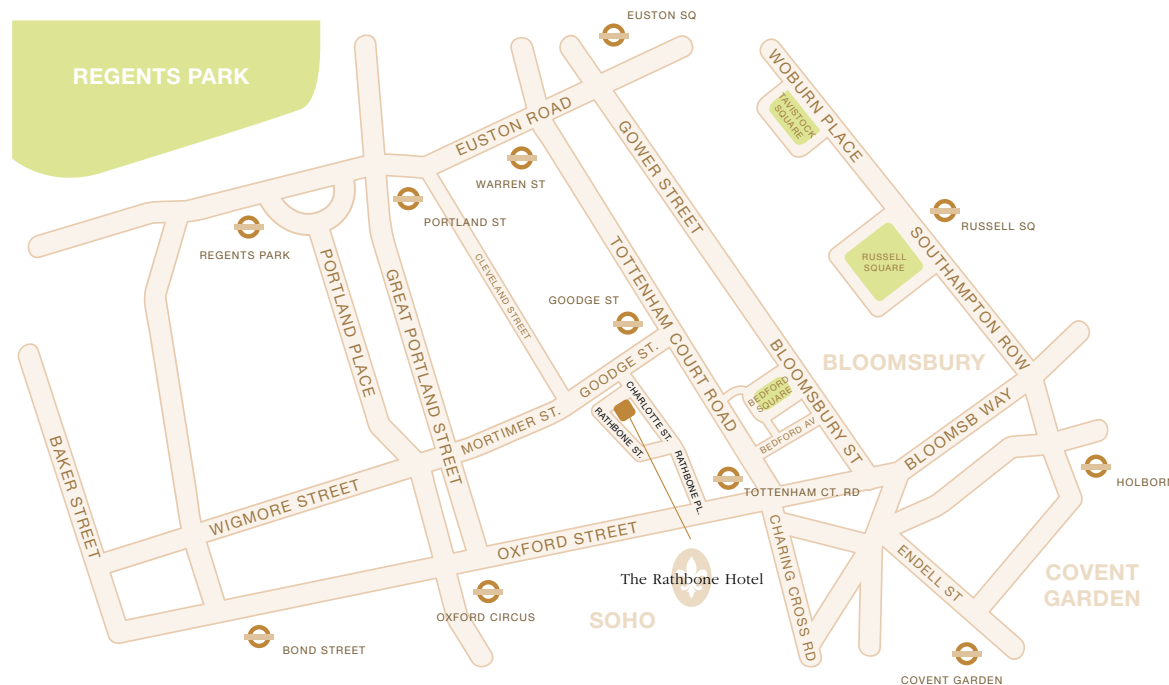 EUSTON SQ
REGENTS PARK
WOBURN PLACE
TAVISTOCK
SQUARE
EUSTON ROAD
GOWER STREET
WARREN ST
PORTLAND ST
RUSSELL SQ
REGENTS PARK
SOUTHAMPTON ROW
RUSSELL
SQUARE
PORTLAND PLACE
GREAT PORTLAND STREET
CLEVELAND STREET
TOTTENHAM COURT ROAD
GOODGE ST
BLOOMSBURY
BLOOMSBURY ST
GOODGE ST.
BEDFORD
SQUARE
CHARLOTTE ST.
RATHBONE ST.
MORTIMER ST.
BEDFORD AV
BLOOMSB WAY
BAKER STREET
RATHBONE PL.
HOLBORN
TOTTENHAM CT. RD
WIGMORE STREET
OXFORD STREET
CHARING CROSS RD
ENDELL ST
The Rathbone Hotel
COVENT
GARDEN
OXFORD CIRCUS
SOHO
BOND STREET
COVENT GARDEN